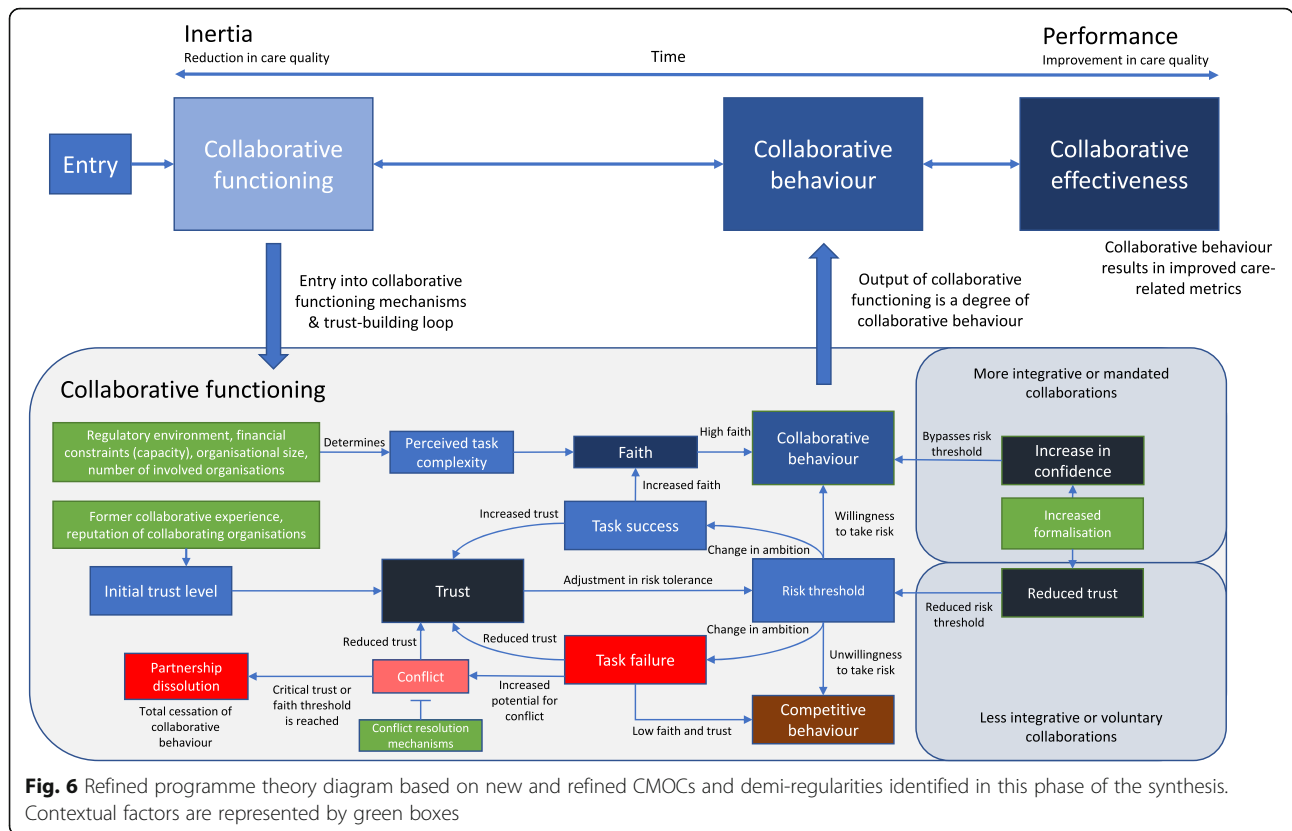 Inertia
Reduction in care quality
Time
Performance
Improvement in care quality
Entry
Collaborative
functioning
Collaborative
behaviour
Collaborative
effectiveness
Entry into collaborative
functioning mechanisms
& trust-building loop
Output of collaborative
functioning is a degree of
collaborative behaviour
Collaborative behaviour
results in improved care-
related metrics
Collaborative functioning
Regulatory environment, financial
constraints (capacity), organisational size,
number of involved organisations
Determines
Perceived task
complexity
Faith
High faith
Collaborative
behaviour
Increased faith
Former collaborative experience,
reputation of collaborating organisations
Increased trust
Task success
Willingness
to take risk
Change in ambition
Initial trust level
Trust
Adjustment in risk tolerance
Risk threshold
Reduced trust
Reduced trust
Task failure
Change in ambition
Unwillingness
to take risk
Partnership
dissolution
Critical trust or
faith threshold
is reached
Conflict
Increased
potential for
conflict
Total cessation of
collaborative
behaviour
Conflict resolution
mechanisms
Low faith and trust
Competitive
behaviour
More integrative or mandated
collaborations
Bypasses risk
threshold
Increase in
confidence
Increased
formalisation
Reduced trust
Reduced risk
threshold
Less integrative or voluntary
collaborations
Fig. 6 Refined programme theory diagram based on new and refined CMOCs and demi-regularities identified in this phase of the synthesis.
Contextual factors are represented by green boxes